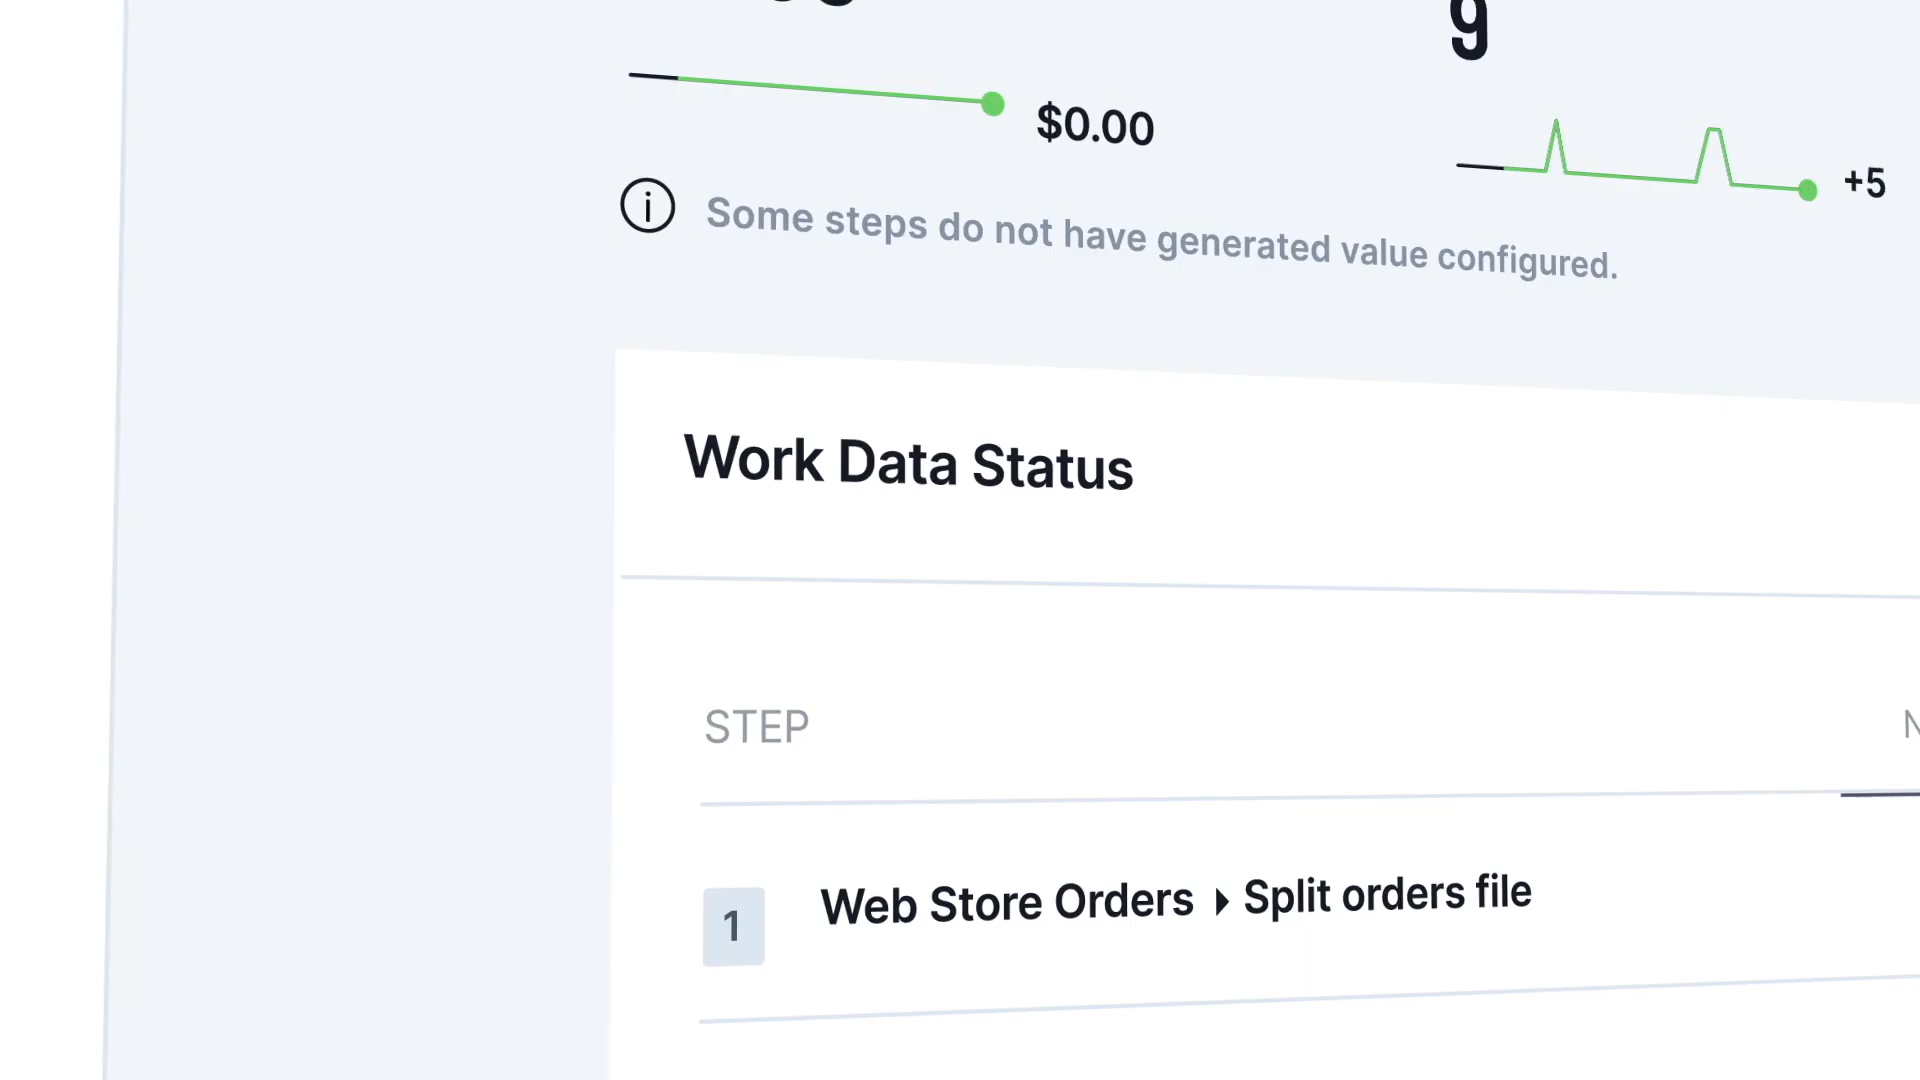 9
$0.00
+5
Some steps do not have generated value configured.
Work Data Status
STEP
1
Web Store Orders Split orders file